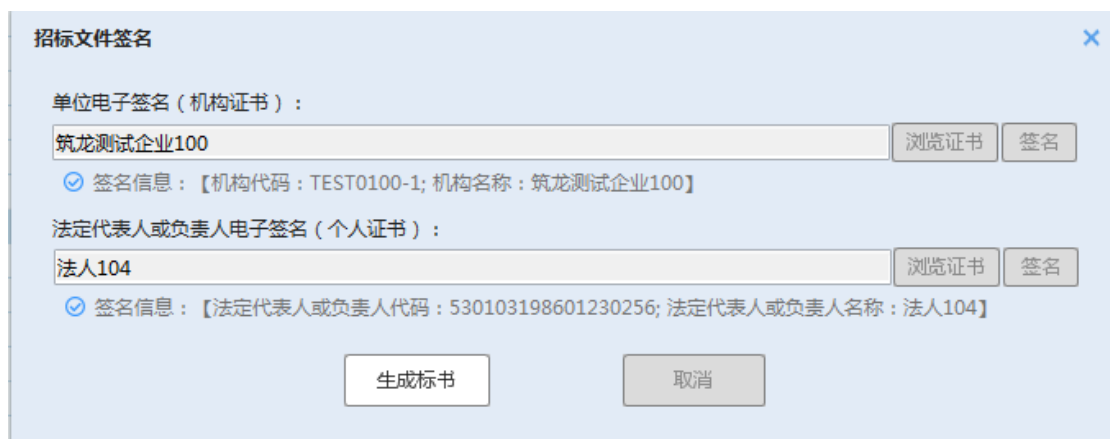 招标文件签名
单位电子签名（机构证书）：
筑龙测试企业100 浏览证书 签名
签名信息：【机构代码：TEST0100-1; 机构名称：筑龙测试企业100】
法定代表人或负责人电子签名（个人证书）：
法人104 浏览证书 签名
签名信息：【法定代表人或负责人代码：530103198601230256; 法定代表人或负责人名称：法人104】
生成标书 取消